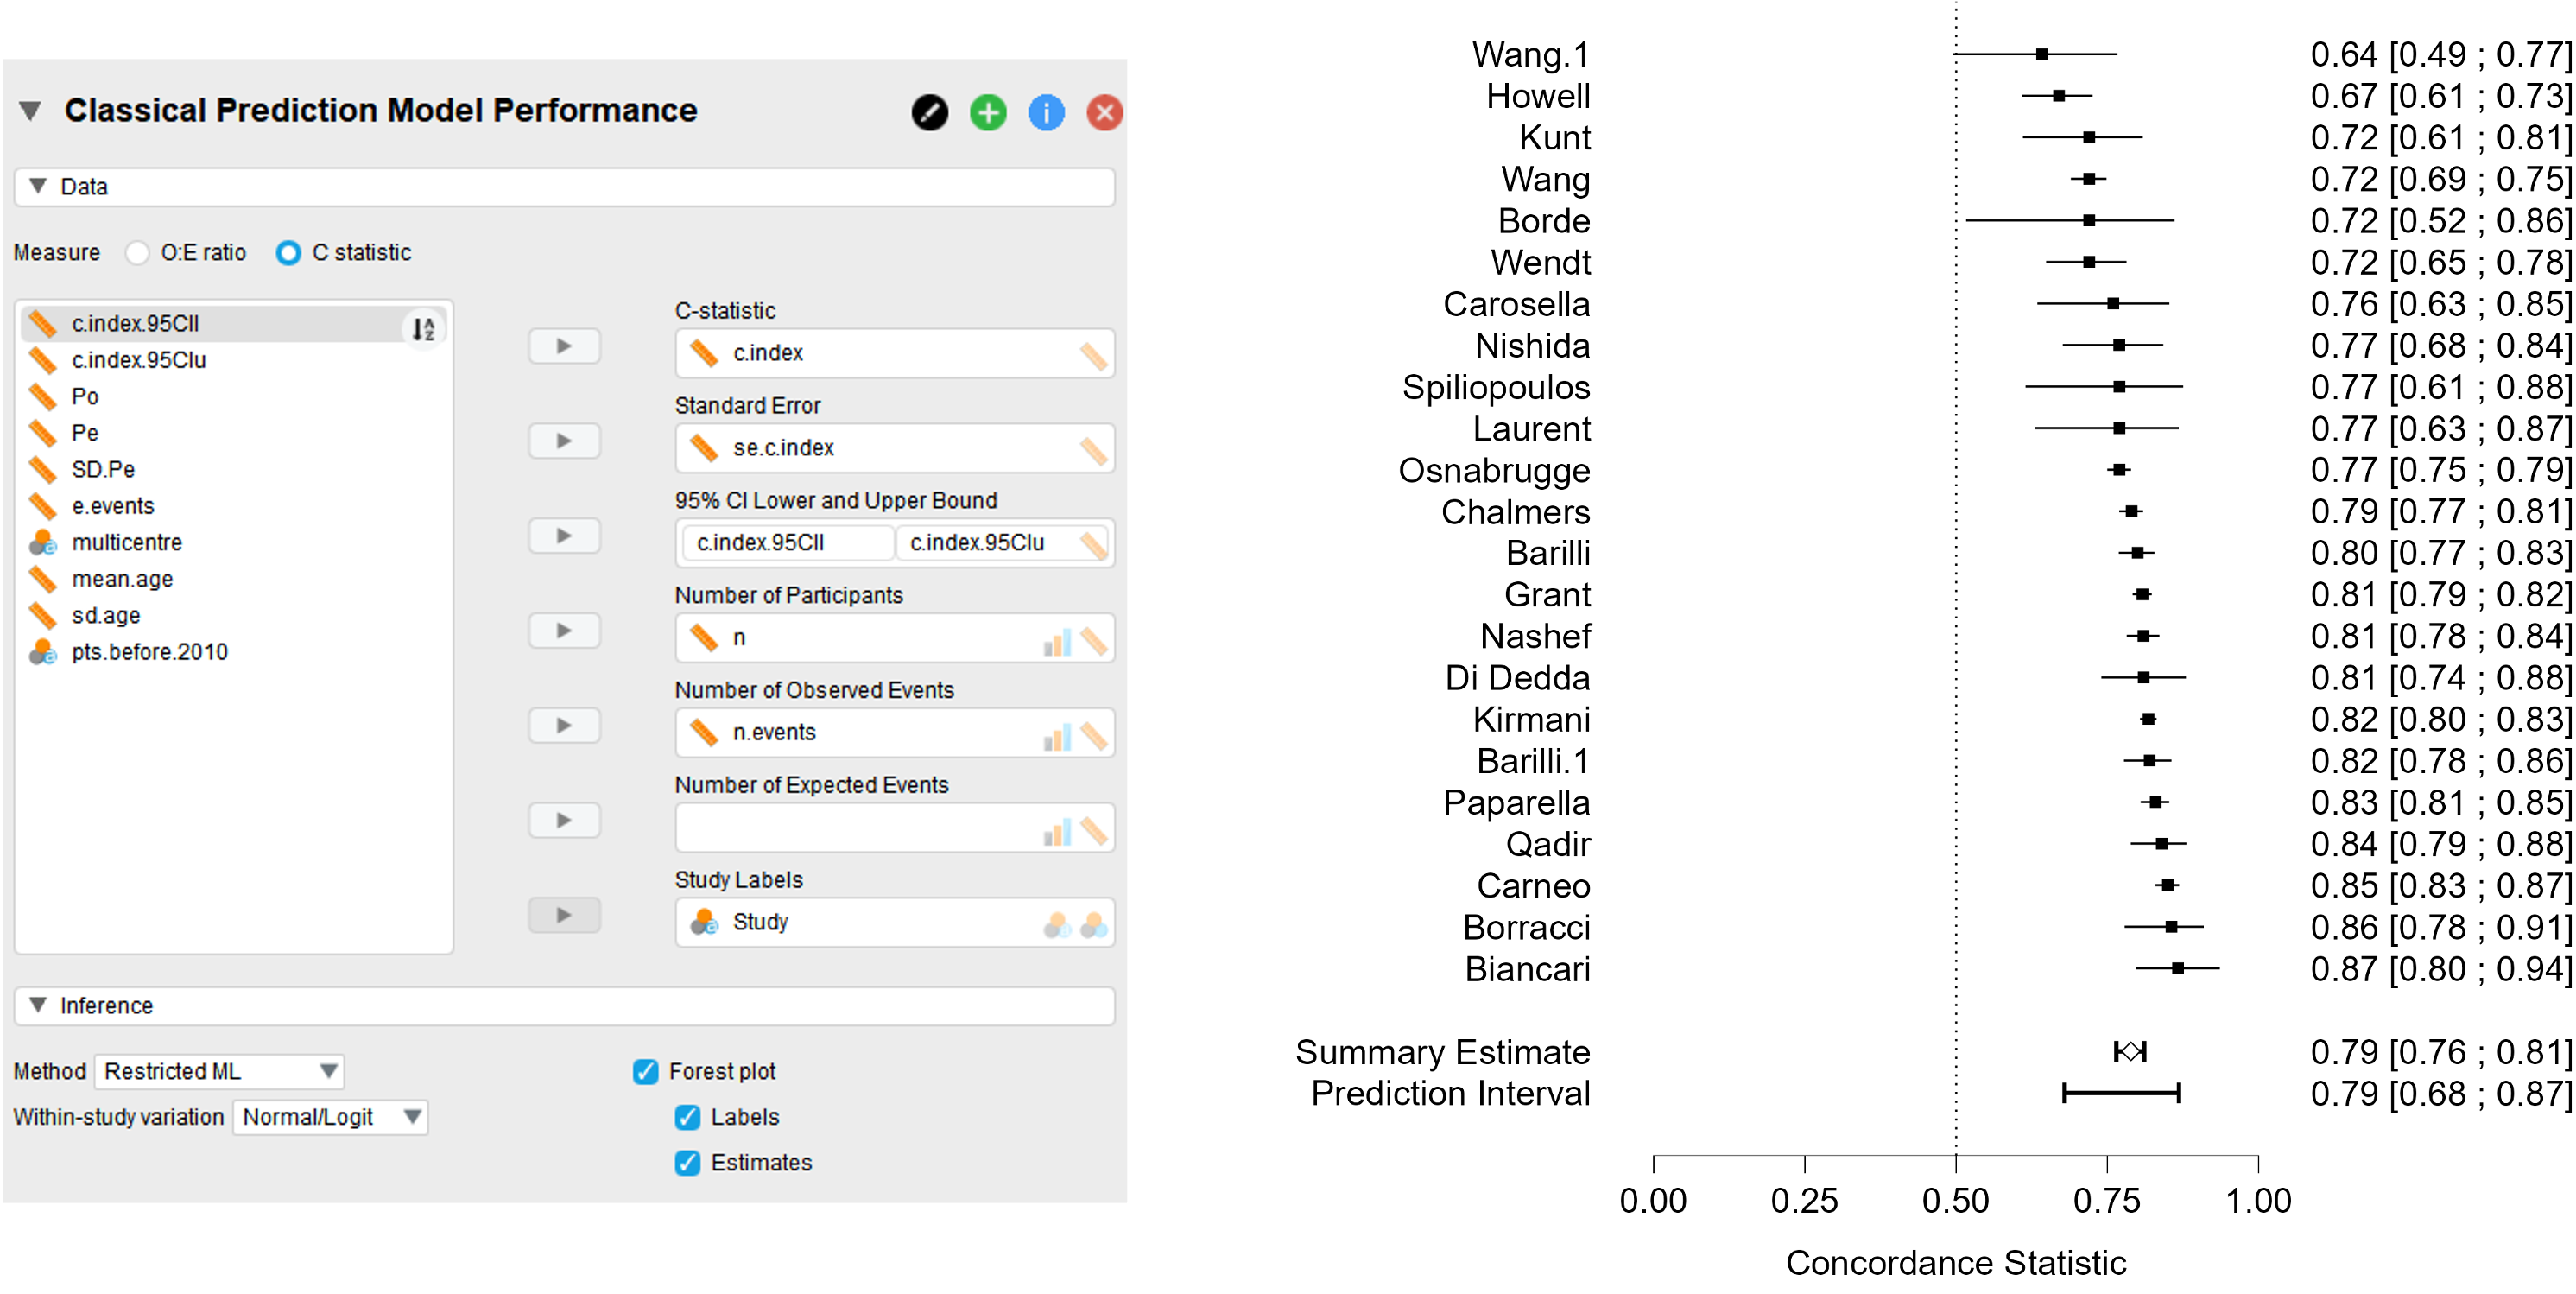 Classical Prediction Model Performance
Data
Measure O:E ratio C statistic
c.index.95CIl
c.index.95CIu
Po
Pe
SD.Pe
e.events
multicentre
mean.age
sd.age
pts.before.2010
C-statistic
c.index
Standard Error
se.c.index
95% CI Lower and Upper Bound
c.index.95CIl c.index.95CIu
Number of Participants
n
Number of Observed Events
n.events
Number of Expected Events
Study Labels
Study
Inference
Method Restricted ML
Within-study variation Normal/Logit
Forest plot
Labels
Estimates
Wang.1 0.64 [0.49 ; 0.77]
Howell 0.67 [0.61 ; 0.73]
Kunt 0.72 [0.61 ; 0.81]
Wang 0.72 [0.69 ; 0.75]
Borde 0.72 [0.52 ; 0.86]
Wendt 0.72 [0.65 ; 0.78]
Carosella 0.76 [0.63 ; 0.85]
Nishida 0.77 [0.68 ; 0.84]
Spiliopoulos 0.77 [0.61 ; 0.88]
Laurent 0.77 [0.63 ; 0.87]
Osnabrugge 0.77 [0.75 ; 0.79]
Chalmers 0.79 [0.77 ; 0.81]
Barilli 0.80 [0.77 ; 0.83]
Grant 0.81 [0.79 ; 0.82]
Nashef 0.81 [0.78 ; 0.84]
Di Dedda 0.81 [0.74 ; 0.88]
Kirmani 0.82 [0.80 ; 0.83]
Barilli.1 0.82 [0.78 ; 0.86]
Paparella 0.83 [0.81 ; 0.85]
Qadir 0.84 [0.79 ; 0.88]
Carneo 0.85 [0.83 ; 0.87]
Borracci 0.86 [0.78 ; 0.91]
Biancari 0.87 [0.80 ; 0.94]
Summary Estimate 0.79 [0.76 ; 0.81]
Prediction Interval 0.79 [0.68 ; 0.87]
0.00 0.25 0.50 0.75 1.00
Concordance Statistic